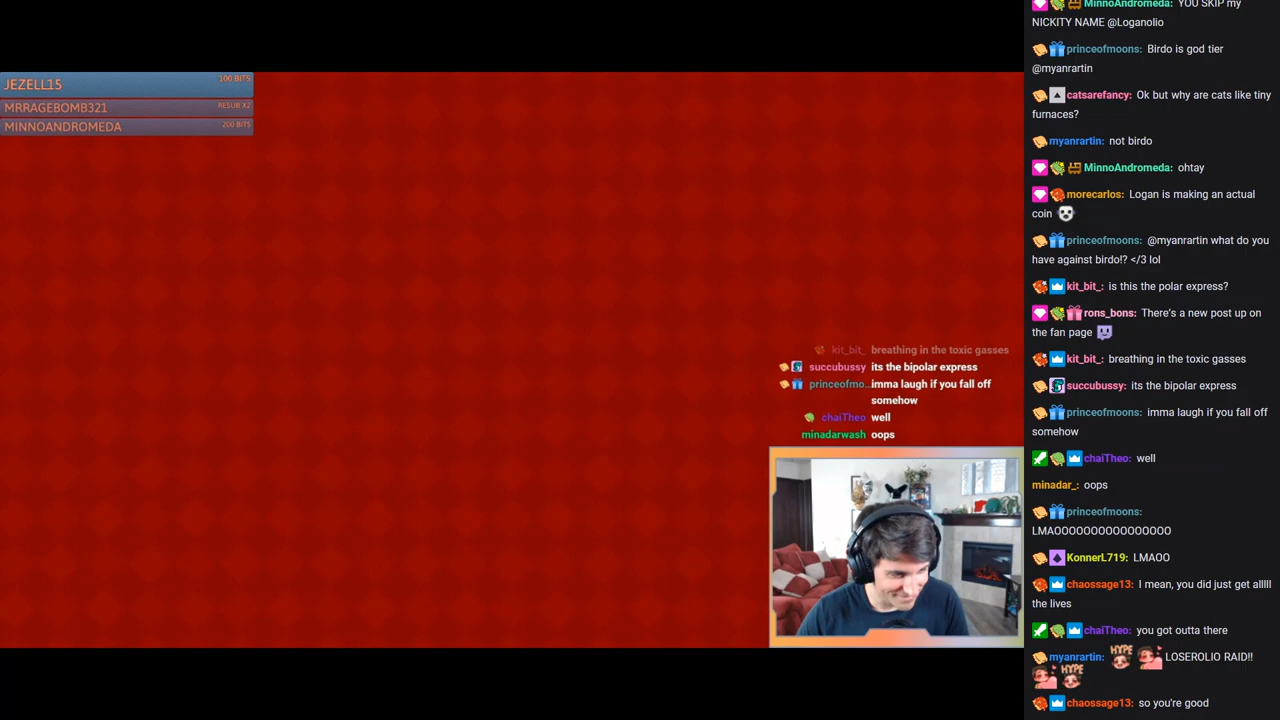 JEZELL15 100 BITS
MRRAGEBOMB321 RESUB X2
MINNOANDROMEDA 200 BITS
kit_bit_ breathing in the toxic gasses
succubussy its the bipolar express
princeofmo... imma laugh if you fall off
somehow
chaiTheo well
minadarwash oops
MinnoAndromeda: YOU SKIP my
NICKITY NAME @Loganolio
princeofmoons: Birdo is god tier
@myanrartin
catsarefancy: Ok but why are cats like tiny
furnaces?
myanrartin: not birdo
MinnoAndromeda: ohtay
morecarlos: Logan is making an actual
coin
princeofmoons: @myanrartin what do you
have against birdo!? </3 lol
kit_bit_: is this the polar express?
rons_bons: There's a new post up on
the fan page
kit_bit_: breathing in the toxic gasses
succubussy: its the bipolar express
princeofmoons: imma laugh if you fall off
somehow
chaiTheo: well
minadar_: oops
princeofmoons:
LMAOOOOOOOOOOOOOOO
KonnerL719: LMAOO
chaossage13: I mean, you did just get alllll
the lives
chaiTheo: you got outta there
myanrartin: HYPE LOSEROLIO RAID!!
HYPE
chaossage13: so you're good